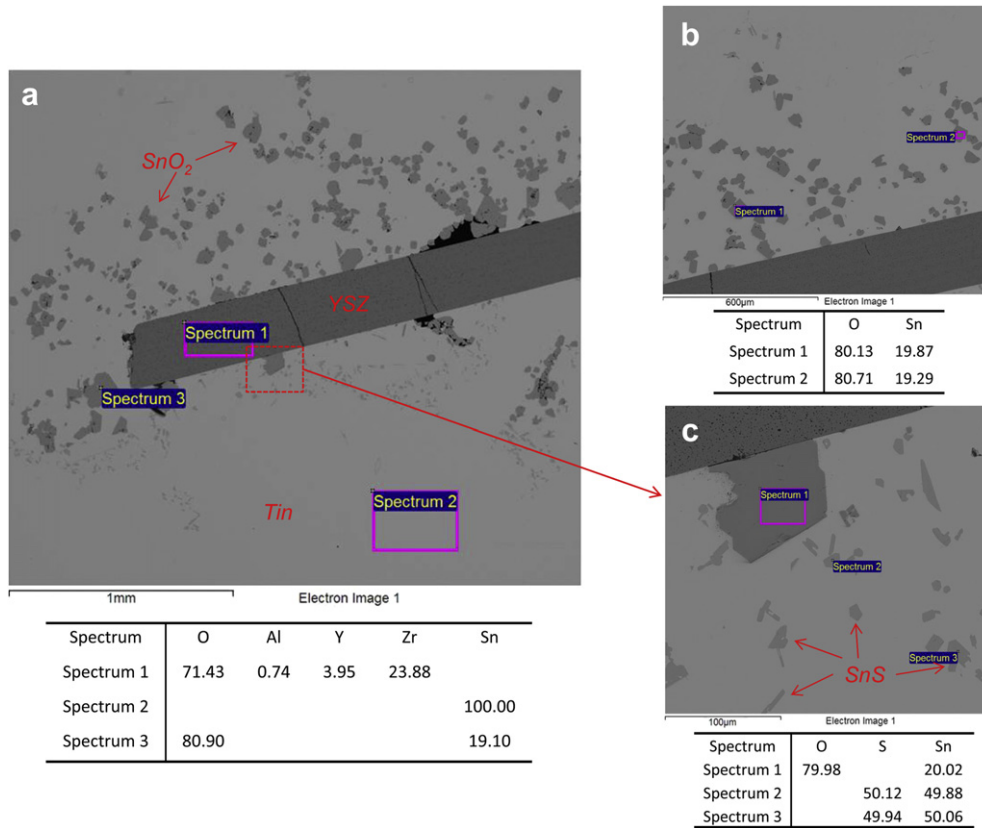 a
SnO2
YSZ
Spectrum 1
Spectrum 3
Tin
Spectrum 2
1mm Electron Image 1
Spectrum O Al Y Zr Sn
Spectrum 1 71.43 0.74 3.95 23.88
Spectrum 2 100.00
Spectrum 3 80.90 19.10
b
Spectrum 2
Spectrum 1
600µm Electron Image 1
Spectrum O Sn
Spectrum 1 80.13 19.87
Spectrum 2 80.71 19.29
c
Spectrum 1
Spectrum 2
SnS
Spectrum 3
100µm Electron Image 1
Spectrum O S Sn
Spectrum 1 79.98 20.02
Spectrum 2 50.12 49.88
Spectrum 3 49.94 50.06